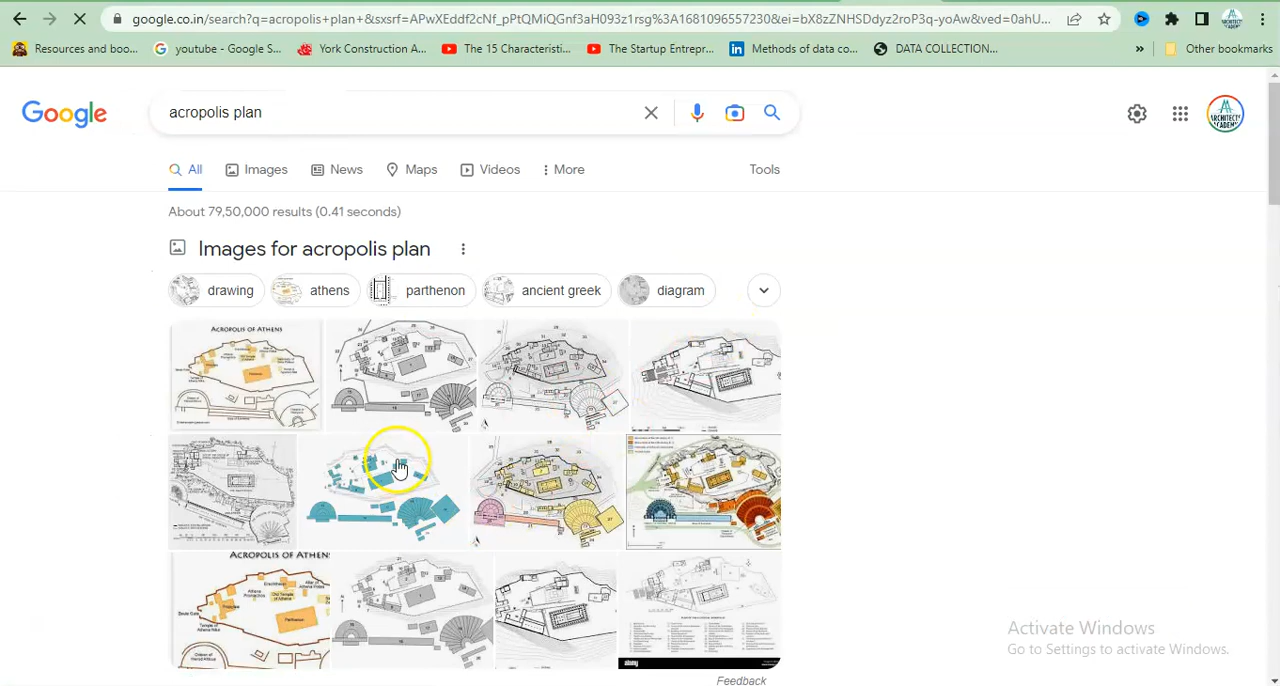 google.co.in/search?q=acropolis+plan+&sxsrf=APwXEddf2cNf_pPtQMiQGnf3aH093z1rsg%3A1681096557230&ei=bX8zZNHSDdyz2roP3q-yoAw&ved=0ahU...
Resources and boo... youtube - Google S... York Construction A... The 15 Characteristi... The Startup Entrepr... Methods of data co... DATA COLLECTION... » Other bookmarks
Google acropolis plan
All Images News Maps Videos More Tools
About 79,50,000 results (0.41 seconds)
Images for acropolis plan
drawing athens parthenon ancient greek diagram
ACROPOLIS OF ATHENS
ACROPOLIS OF ATHENS
Activate Windows
Go to Settings to activate Windows.
Feedback